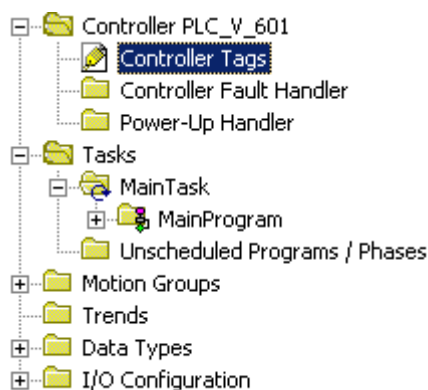 Controller PLC_V_601
Controller Tags
Controller Fault Handler
Power-Up Handler
Tasks
MainTask
MainProgram
Unscheduled Programs / Phases
Motion Groups
Trends
Data Types
I/O Configuration